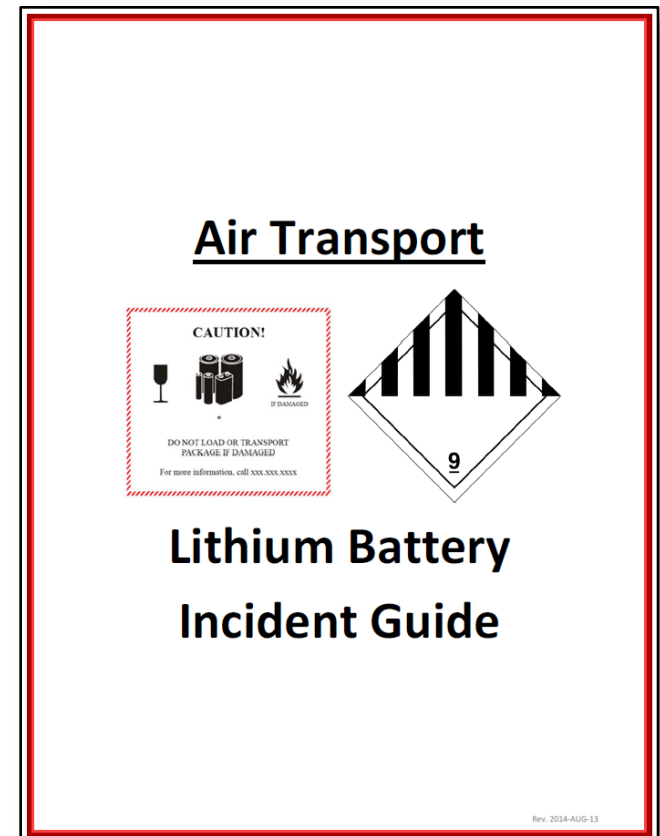 Air Transport
CAUTION!
IF DAMAGED
*
DO NOT LOAD OR TRANSPORT
PACKAGE IF DAMAGED
For more information, call xxx.xxx.xxxx
9
Lithium Battery
Incident Guide
Rev. 2014-AUG-13